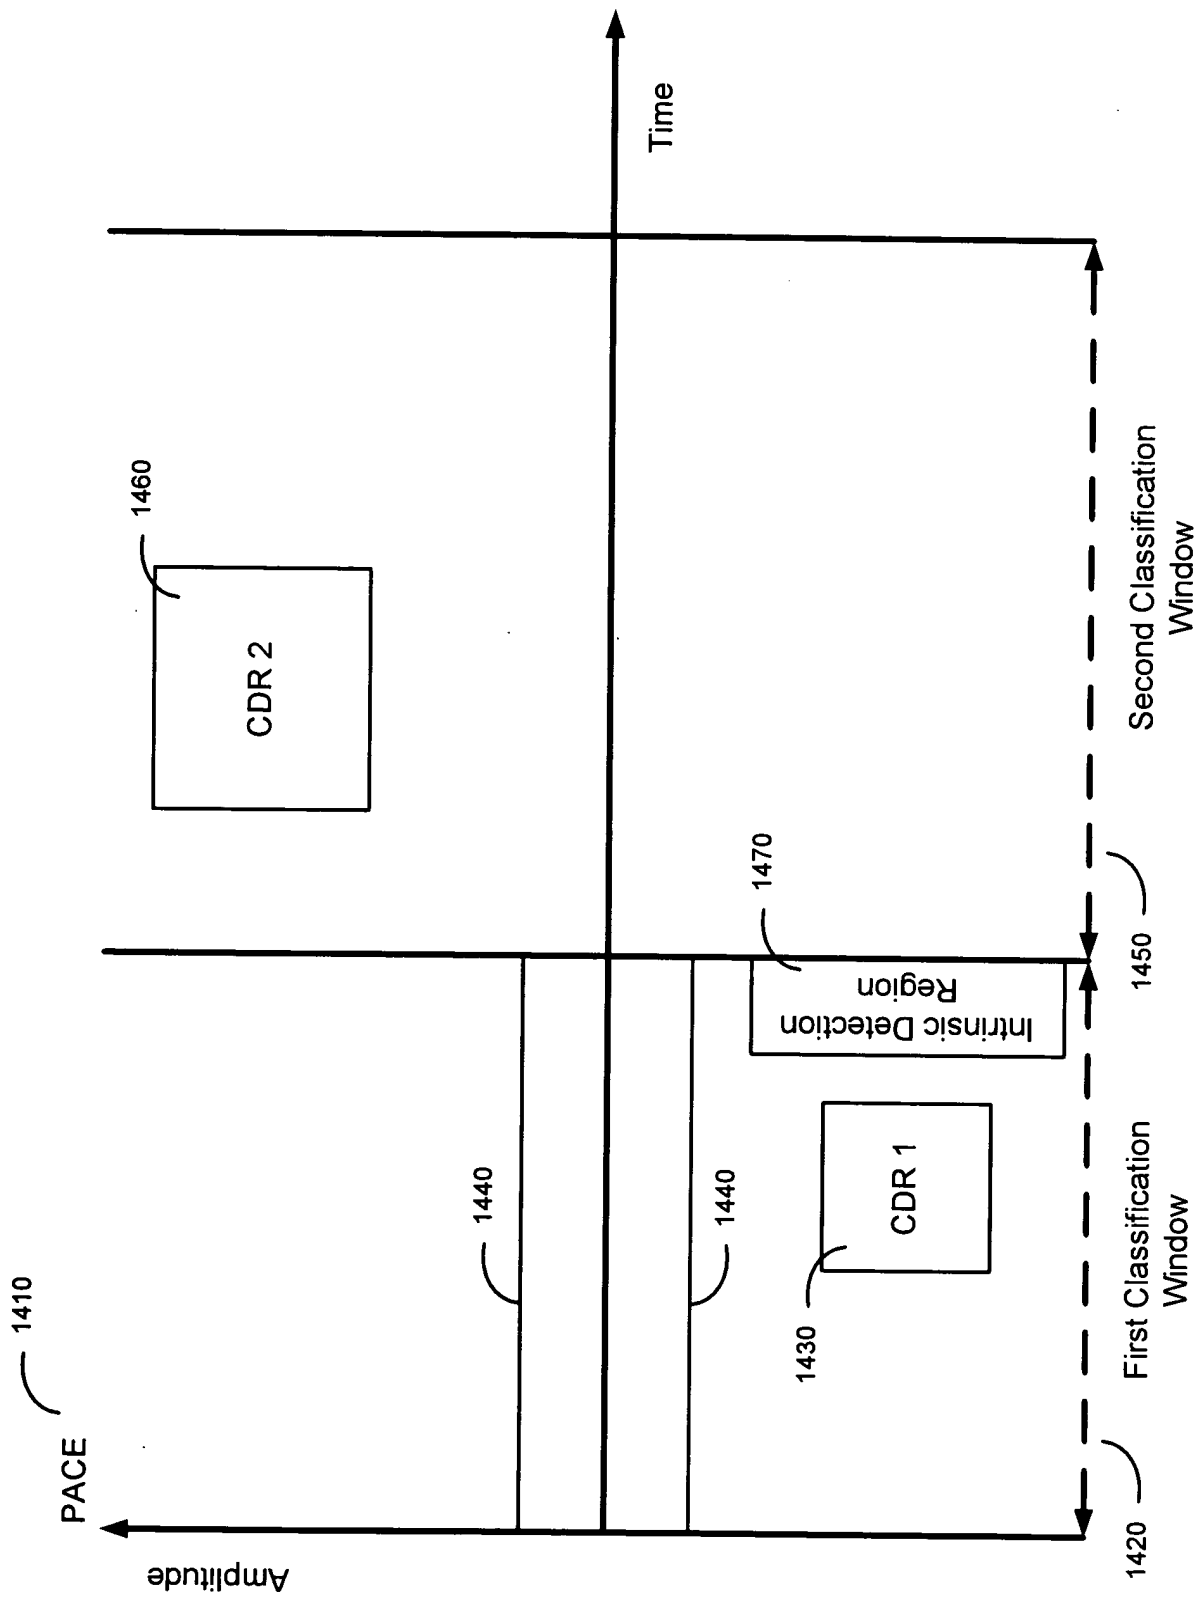 PACE
1410
Amplitude
1460
CDR 2
Time
1440
1440
1470
Intrinsic Detection
Region
1430
CDR 1
1420
First Classification
Window
1450
Second Classification
Window